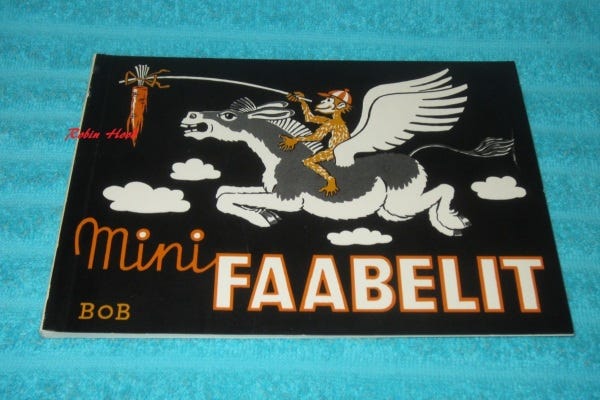 Robin Hood
mini
FAABELIT
BOB